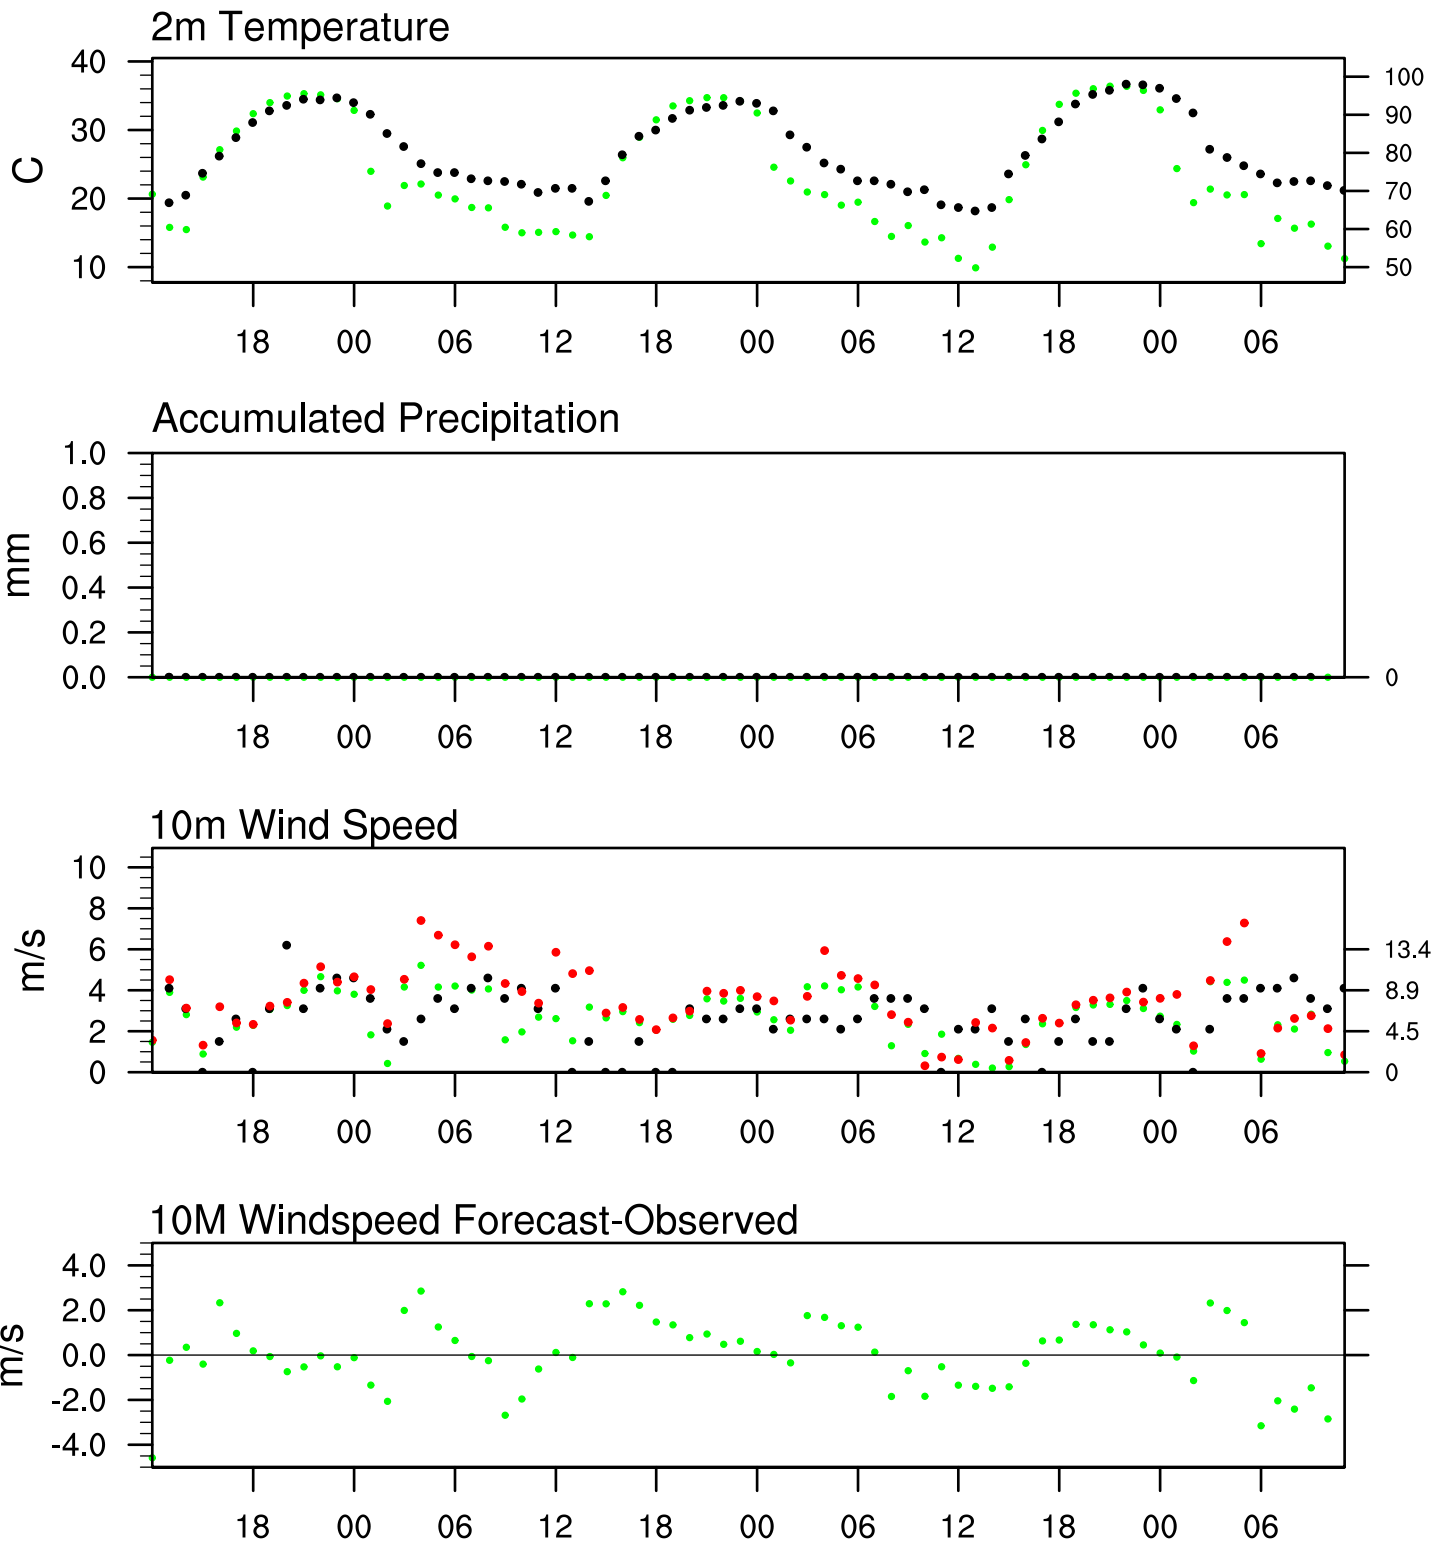 2m Temperature
40
30
20
10
C
100
90
80
70
60
50
18 00 06 12 18 00 06 12 18 00 06
Accumulated Precipitation
1.0
0.8
0.6
0.4
0.2
0.0
mm
0
18 00 06 12 18 00 06 12 18 00 06
10m Wind Speed
10
8
6
4
2
0
m/s
13.4
8.9
4.5
0
18 00 06 12 18 00 06 12 18 00 06
10M Windspeed Forecast-Observed
4.0
2.0
0.0
-2.0
-4.0
m/s
18 00 06 12 18 00 06 12 18 00 06